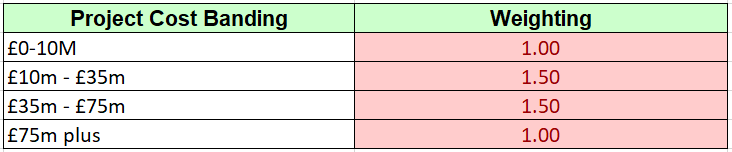 Project Cost Banding Weighting
£0-10M 1.00
£10m - £35m 1.50
£35m - £75m 1.50
£75m plus 1.00